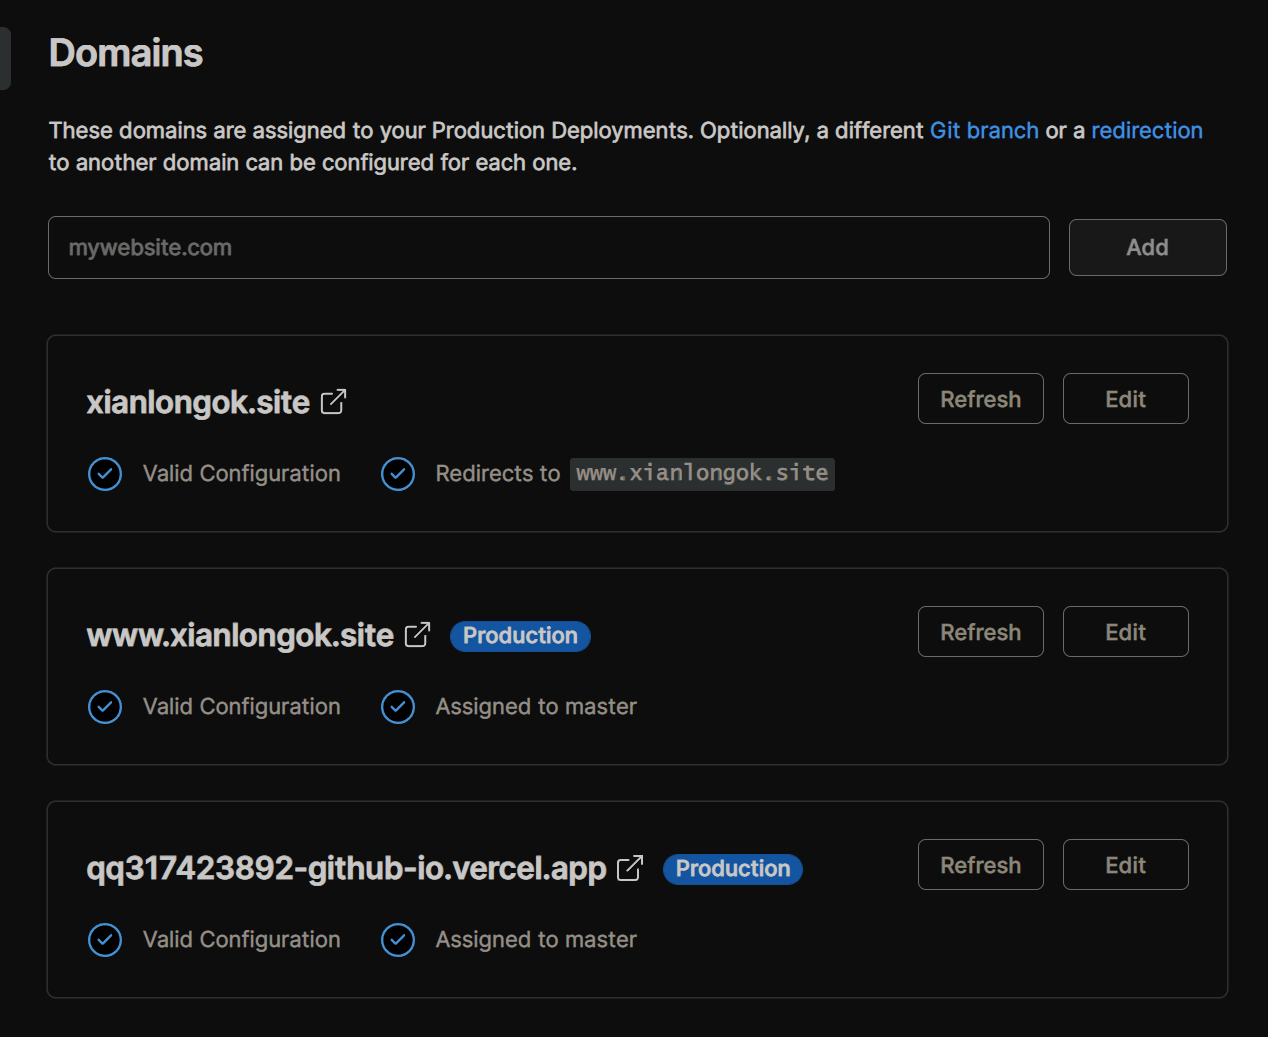 Domains
These domains are assigned to your Production Deployments. Optionally, a different Git branch or a redirection
to another domain can be configured for each one.
mywebsite.com Add
xianlongok.site Refresh Edit
Valid Configuration Redirects to www.xianlongok.site
www.xianlongok.site Production Refresh Edit
Valid Configuration Assigned to master
qq317423892-github-io.vercel.app Production Refresh Edit
Valid Configuration Assigned to master